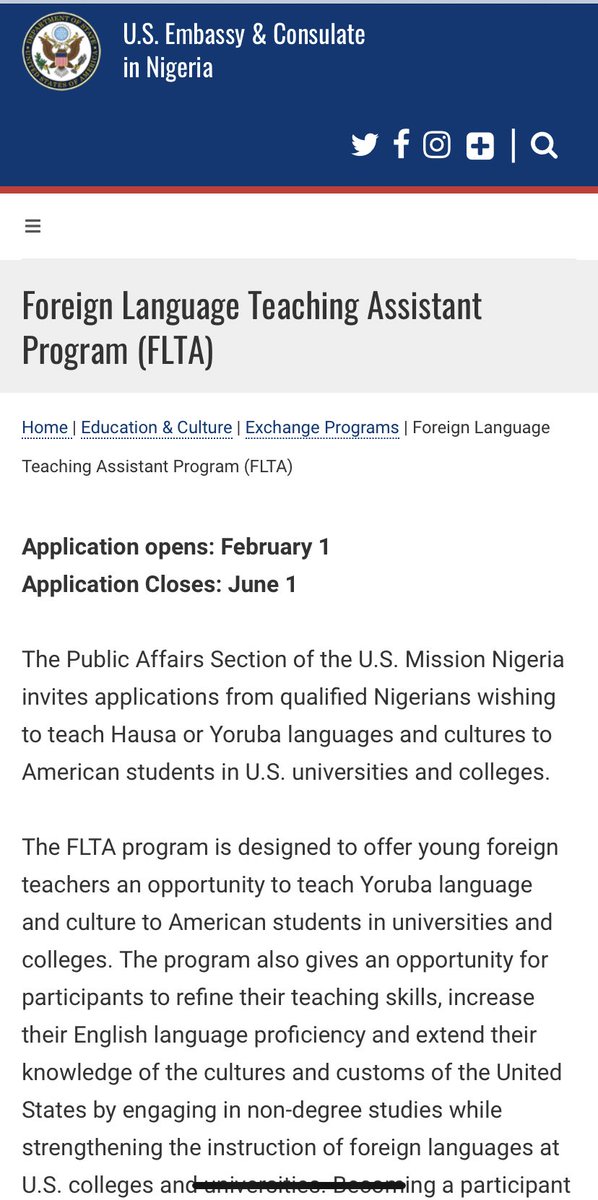 U.S. Embassy & Consulate
in Nigeria
≡
Foreign Language Teaching Assistant
Program (FLTA)
Home | Education & Culture | Exchange Programs | Foreign Language
Teaching Assistant Program (FLTA)
Application opens: February 1
Application Closes: June 1
The Public Affairs Section of the U.S. Mission Nigeria
invites applications from qualified Nigerians wishing
to teach Hausa or Yoruba languages and cultures to
American students in U.S. universities and colleges.
The FLTA program is designed to offer young foreign
teachers an opportunity to teach Yoruba language
and culture to American students in universities and
colleges. The program also gives an opportunity for
participants to refine their teaching skills, increase
their English language proficiency and extend their
knowledge of the cultures and customs of the United
States by engaging in non-degree studies while
strengthening the instruction of foreign languages at
U.S. colleges and universities. Becoming a participant